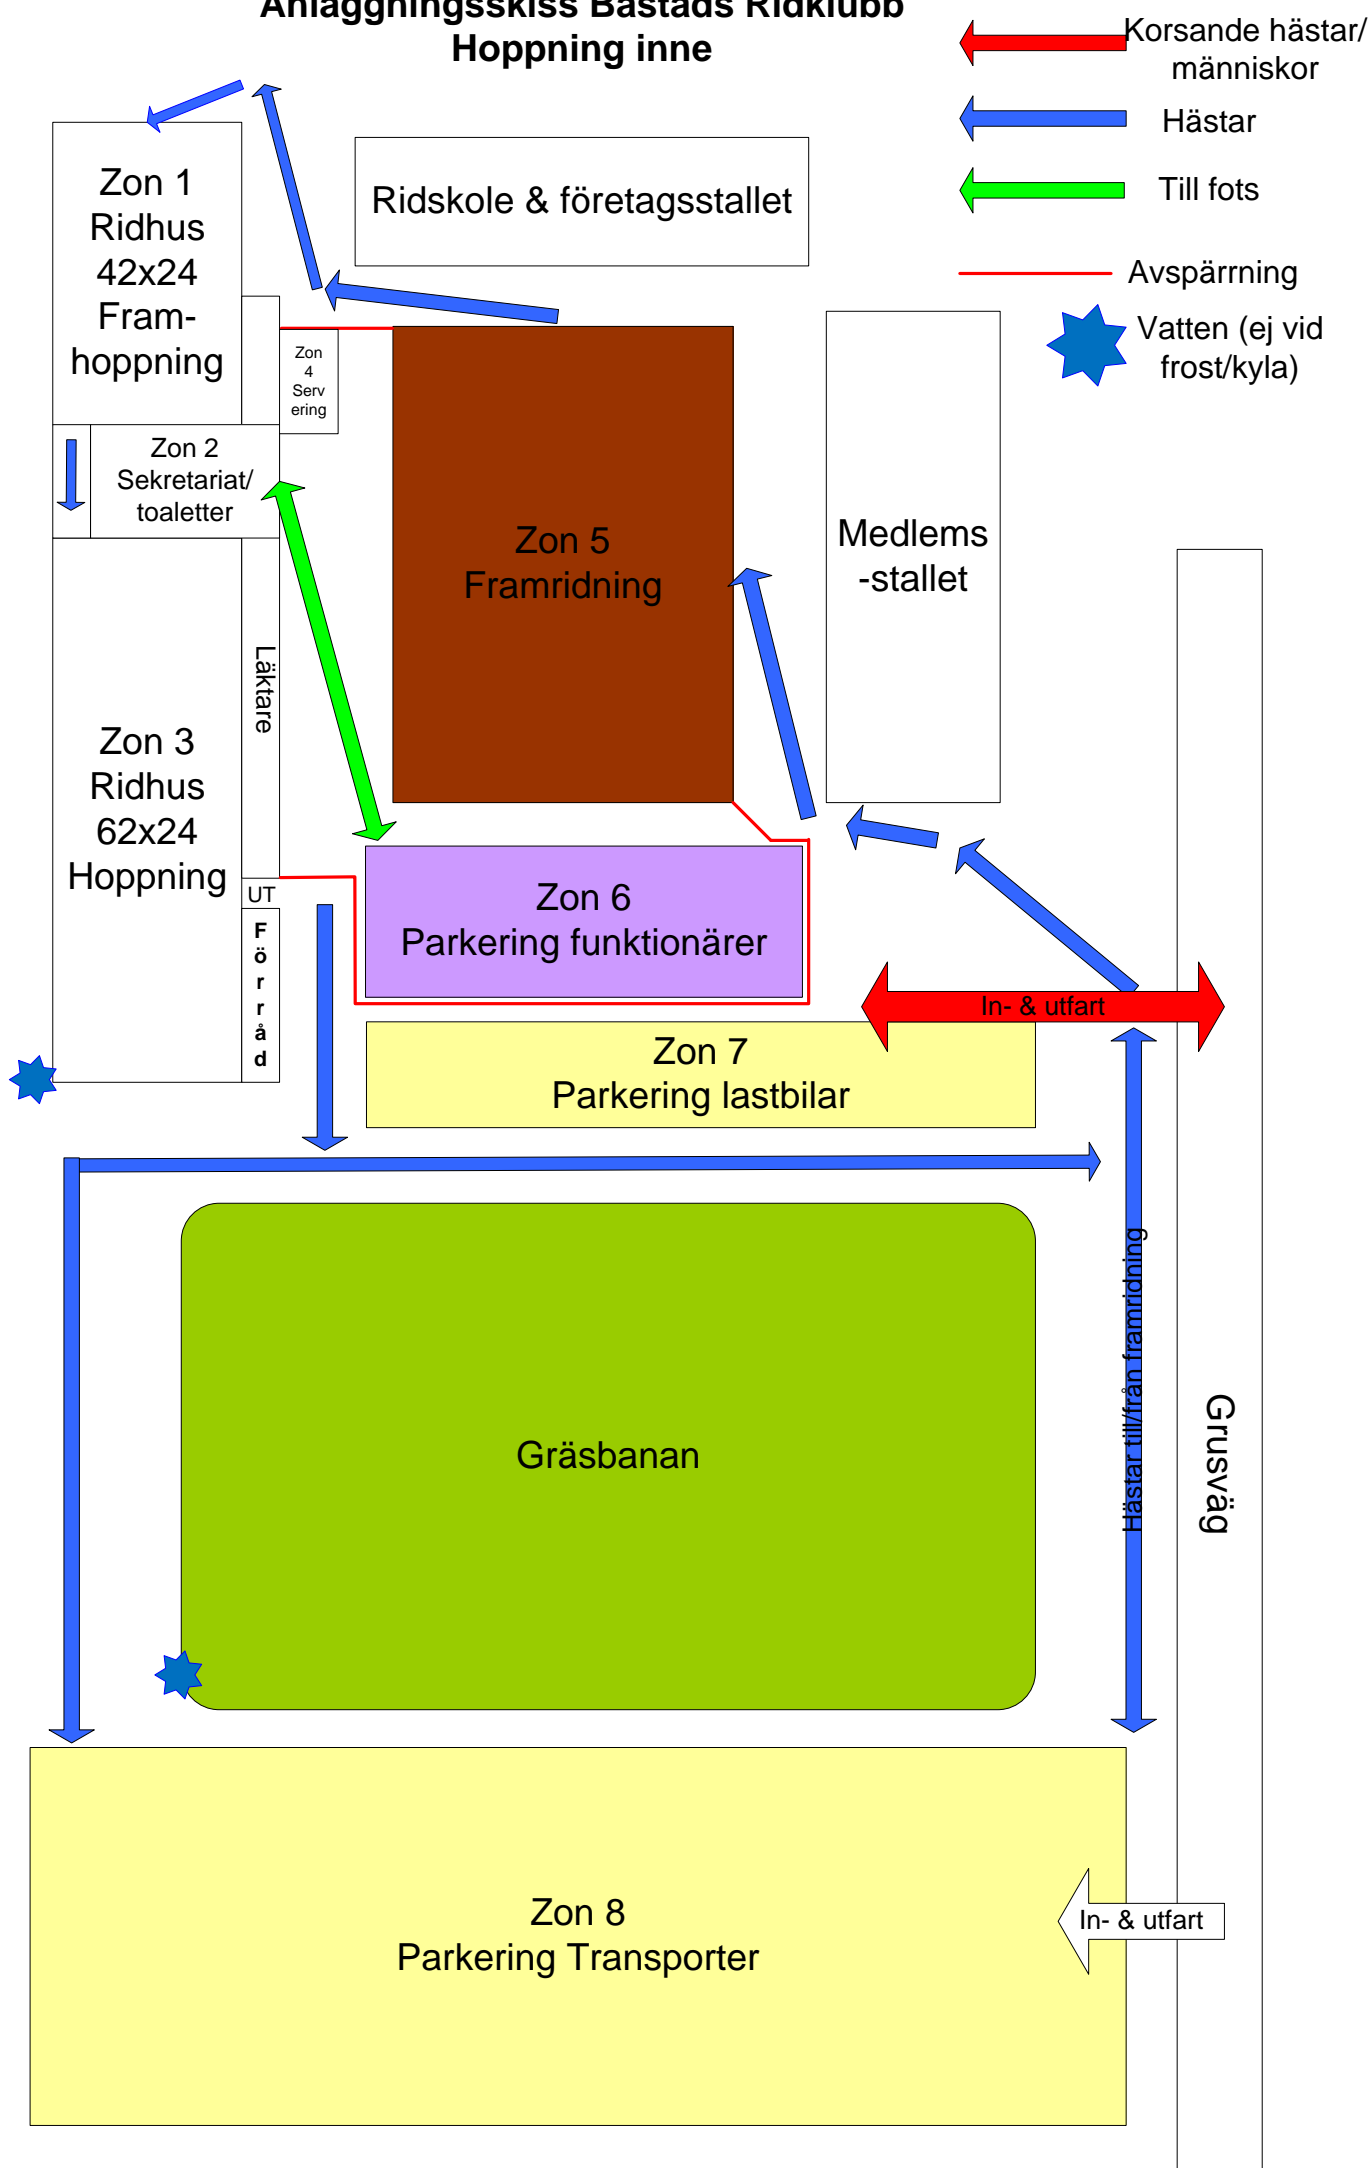 Anläggningsskiss Båstads Ridklubb
Hoppning inne
Korsande hästar/
människor
Hästar
Till fots
Avspärrning
Vatten (ej vid
frost/kyla)
Zon 1
Ridhus
42x24
Fram-
hoppning
Ridskole & företagsstallet
Zon
4
Serv
ering
Zon 2
Sekretariat/
toaletter
Zon 5
Framridning
Medlems
-stallet
Läktare
Zon 3
Ridhus
62x24
Hoppning
UT
F
ö
r
r
å
d
Zon 6
Parkering funktionärer
In- & utfart
Zon 7
Parkering lastbilar
Hästar till/från framridning
Gräsbanan
Grusväg
Zon 8
Parkering Transporter
In- & utfart